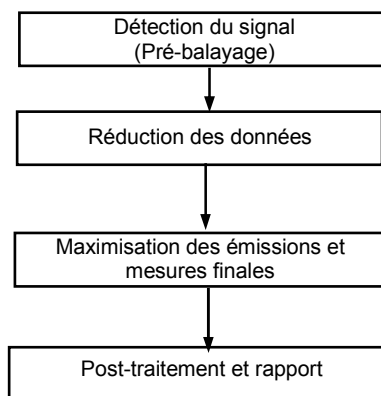 Détection du signal
(Pré-balayage)
Réduction des données
Maximisation des émissions et
mesures finales
Post-traitement et rapport